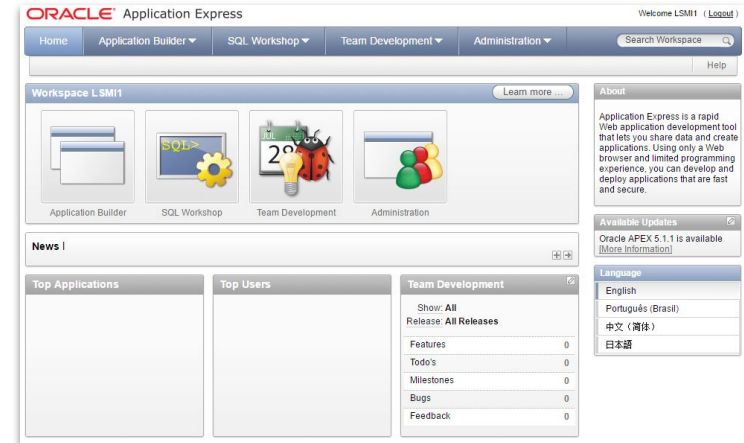 ORACLE Application Express
Welcome LSMI1 ( Logout )
Home Application Builder SQL Workshop Team Development Administration Search Workspace
Help
Workspace LSMI1 Learn more ...
SQL>
JUL
28
Application Builder SQL Workshop Team Development Administration
News
Top Applications
Top Users
Team Development
Show: All
Release: All Releases
Features 0
Todo's 0
Milestones 0
Bugs 0
Feedback 0
About
Application Express is a rapid
Web application development tool
that lets you share data and create
applications. Using only a Web
browser and limited programming
experience, you can develop and
deploy applications that are fast
and secure.
Available Updates
Oracle APEX 5.1.1 is available
[More Information]
Language
English
Português (Brasil)
中文（简体）
日本語